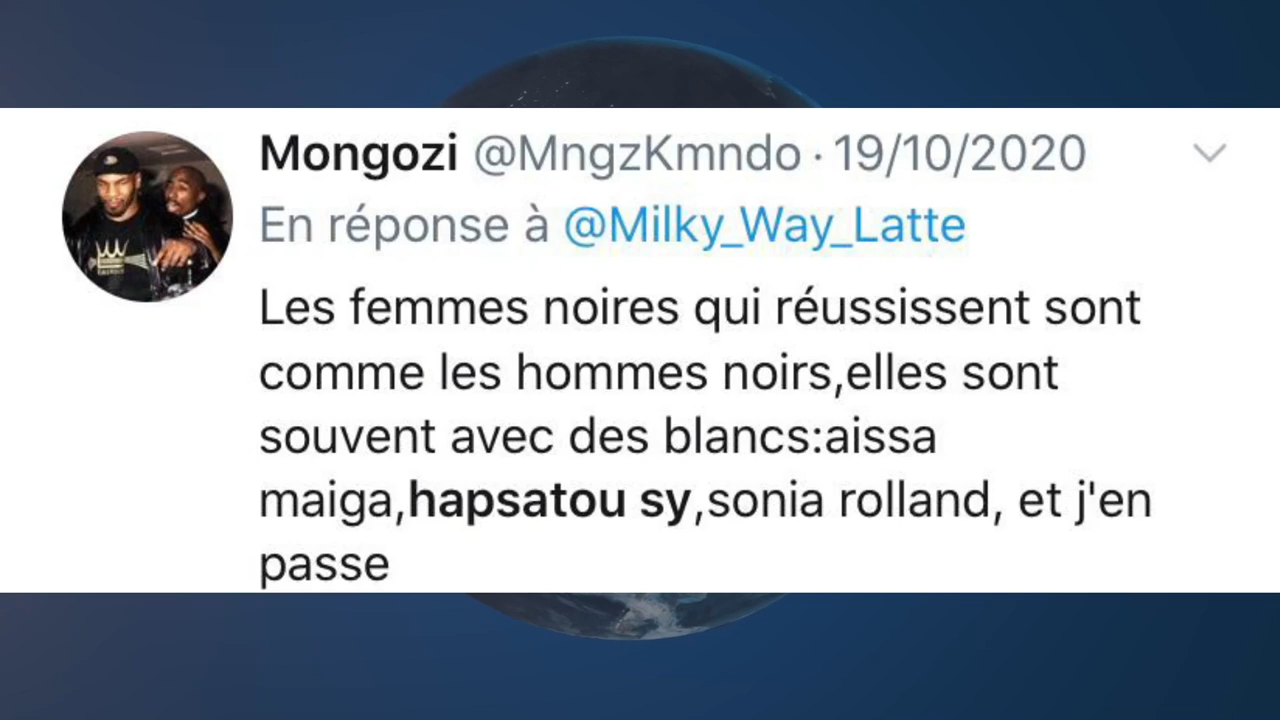 Mongozi @MngzKmndo · 19/10/2020
En réponse à @Milky_Way_Latte
Les femmes noires qui réussissent sont
comme les hommes noirs,elles sont
souvent avec des blancs:aissa
maiga,hapsatou sy,sonia rolland, et j'en
passe